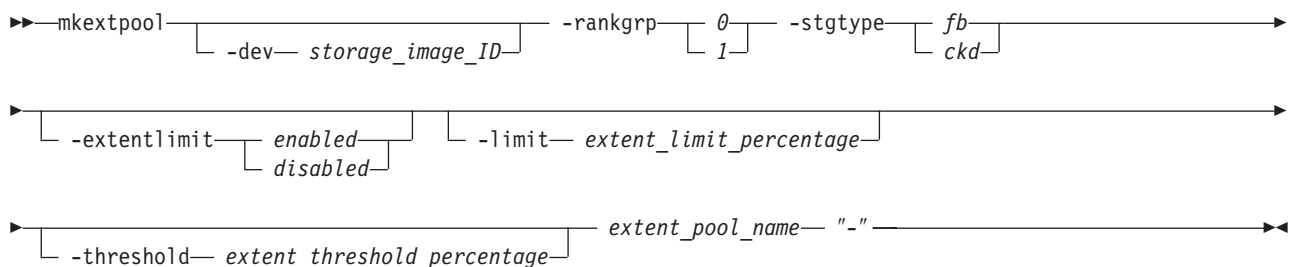 mkextpool -dev storage_image_ID -rankgrp 0 1 -stgtype fb ckd
-extentlimit enabled disabled -limit extent_limit_percentage
-threshold extent threshold percentage extent_pool_name "-"